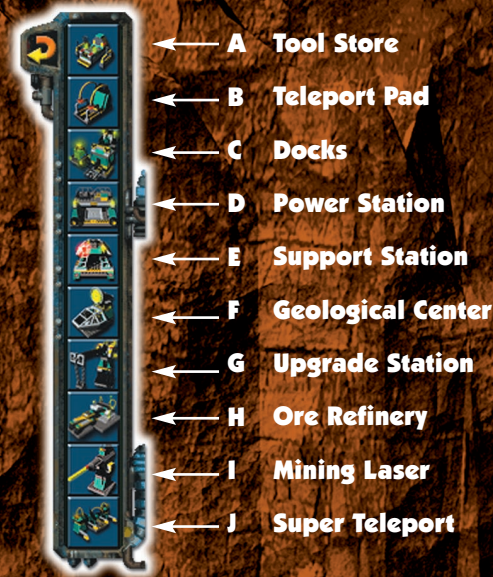 A Tool Store
B Teleport Pad
C Docks
D Power Station
E Support Station
F Geological Center
G Upgrade Station
H Ore Refinery
I Mining Laser
J Super Teleport